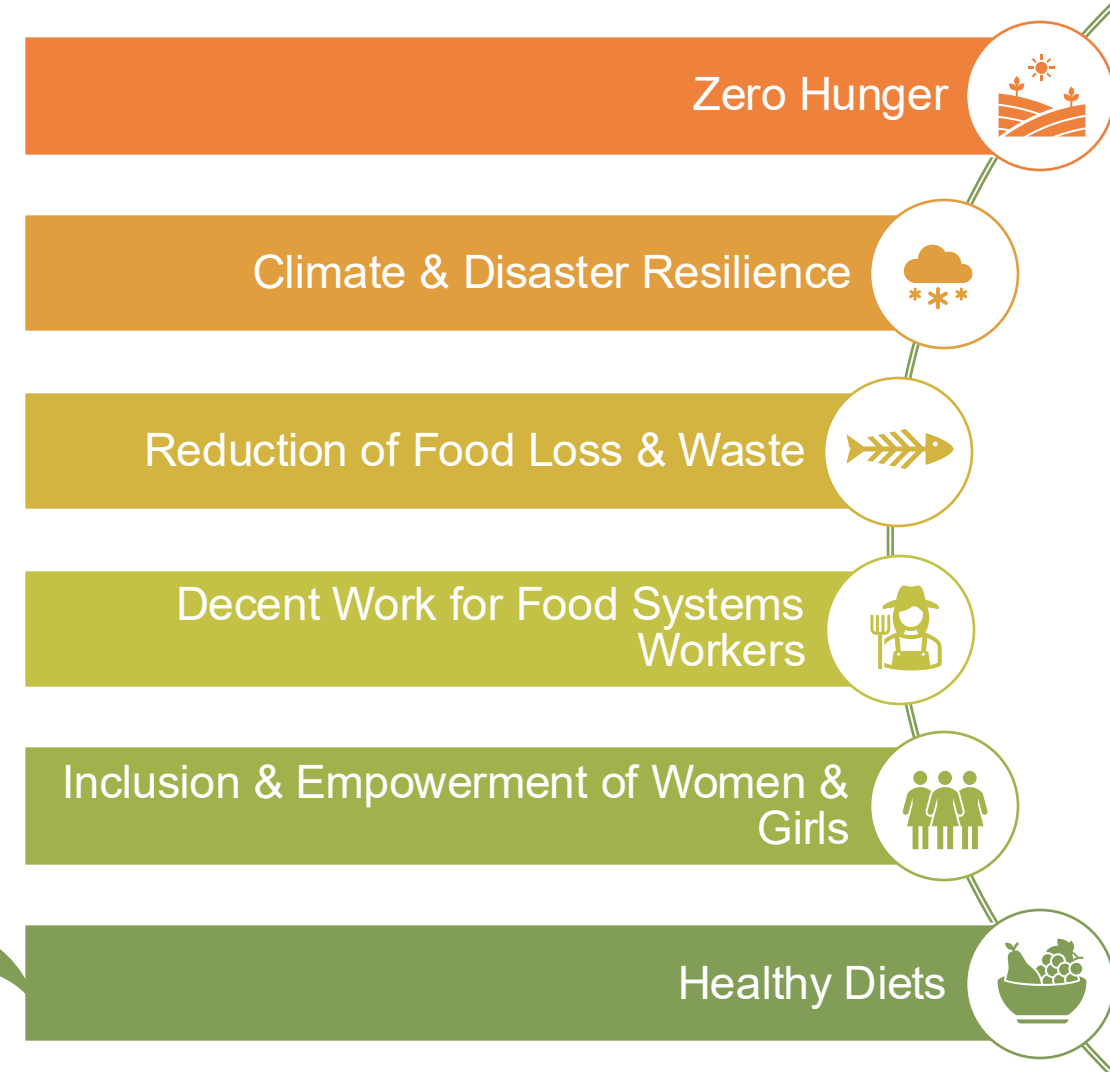 Zero Hunger
Climate & Disaster Resilience
Reduction of Food Loss & Waste
Decent Work for Food Systems
Workers
Inclusion & Empowerment of Women &
Girls
Healthy Diets